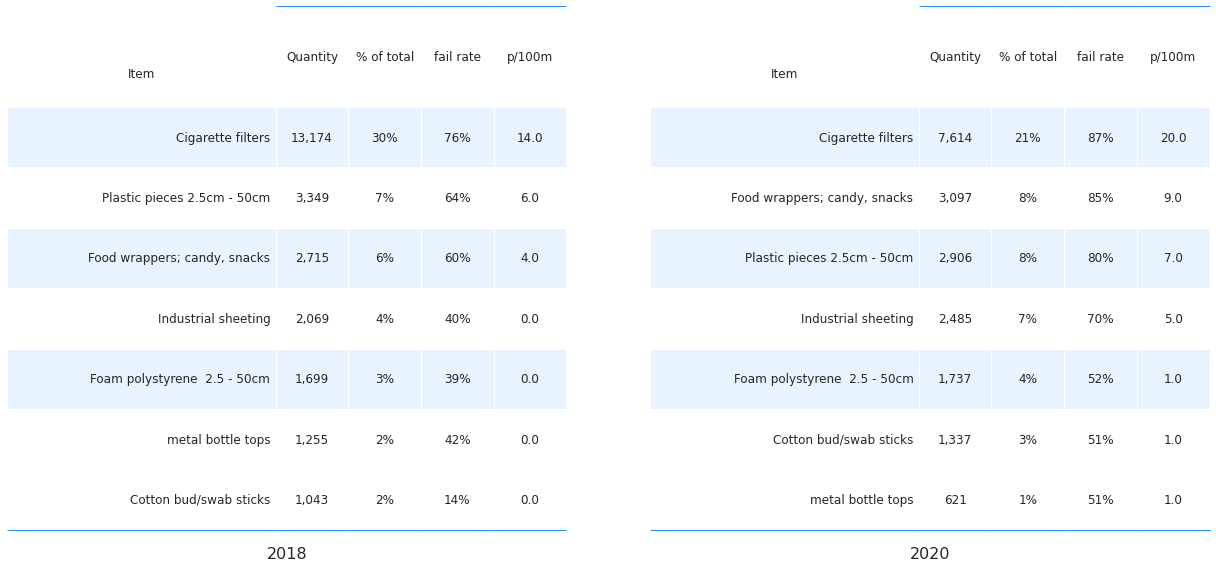 Item Quantity % of total fail rate p/100m
Cigarette filters 13,174 30% 76% 14.0
Plastic pieces 2.5cm - 50cm 3,349 7% 64% 6.0
Food wrappers; candy, snacks 2,715 6% 60% 4.0
Industrial sheeting 2,069 4% 40% 0.0
Foam polystyrene  2.5 - 50cm 1,699 3% 39% 0.0
metal bottle tops 1,255 2% 42% 0.0
Cotton bud/swab sticks 1,043 2% 14% 0.0
2018
Item Quantity % of total fail rate p/100m
Cigarette filters 7,614 21% 87% 20.0
Food wrappers; candy, snacks 3,097 8% 85% 9.0
Plastic pieces 2.5cm - 50cm 2,906 8% 80% 7.0
Industrial sheeting 2,485 7% 70% 5.0
Foam polystyrene  2.5 - 50cm 1,737 4% 52% 1.0
Cotton bud/swab sticks 1,337 3% 51% 1.0
metal bottle tops 621 1% 51% 1.0
2020